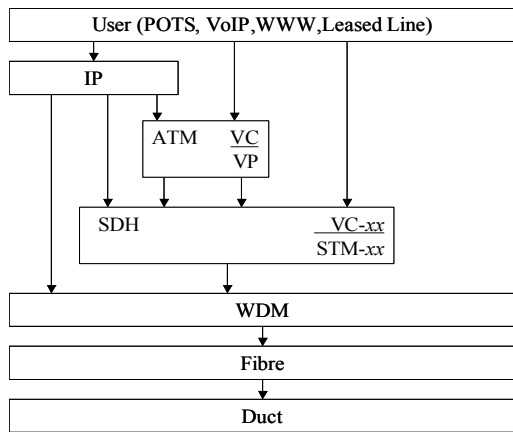 User (POTS, VoIP,WWW,Leased Line)
IP
ATM VC
VP
SDH VC-xx
STM-xx
WDM
Fibre
Duct